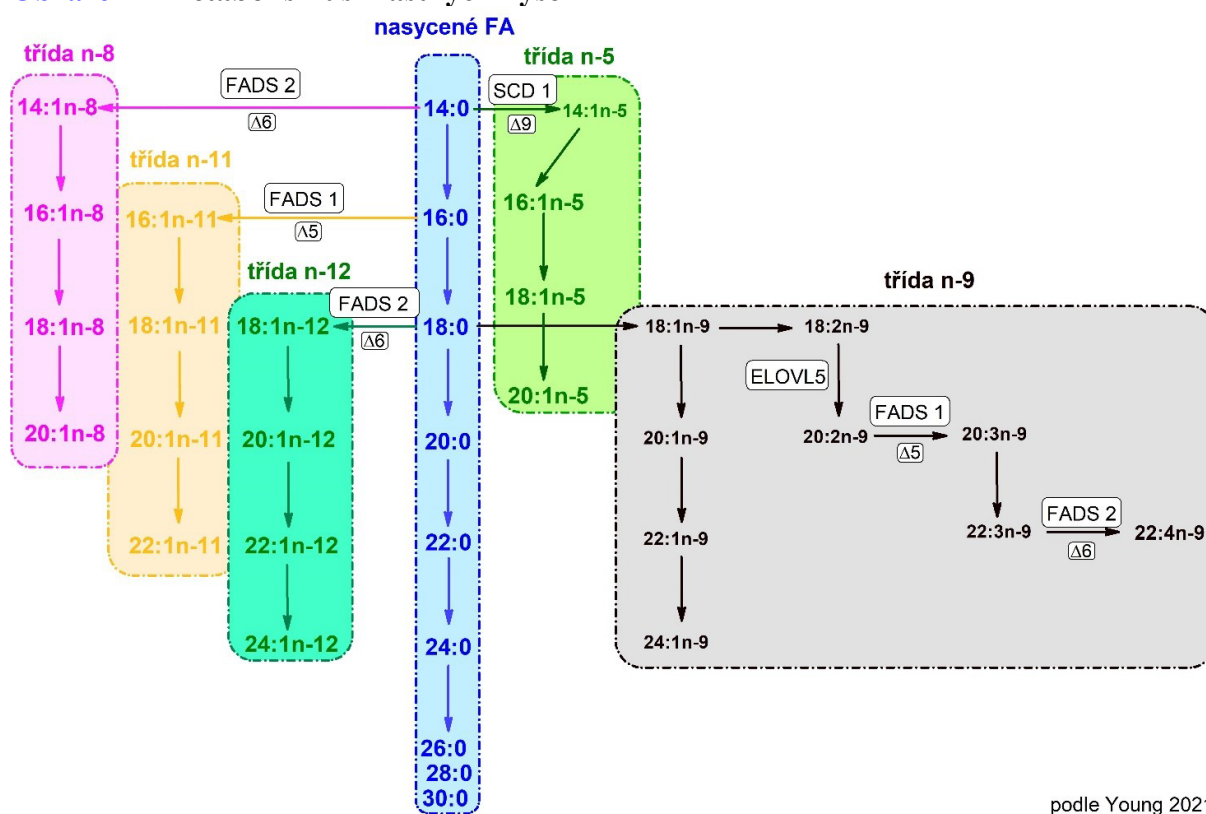 nasycené FA
třída n-8
třída n-5
FADS 2
SCD 1
14:1n-8
14:0
14:1n-5
Δ6
Δ9
třída n-11
FADS 1
16:1n-8
16:1n-11
16:0
16:1n-5
Δ5
třída n-12
třída n-9
FADS 2
18:1n-5
18:1n-8
18:1n-11
18:1n-12
18:0
18:1n-9
18:2n-9
Δ6
ELOVL5
20:1n-5
FADS 1
20:1n-8
20:1n-11
20:1n-12
20:0
20:1n-9
20:2n-9
20:3n-9
Δ5
FADS 2
22:1n-11
22:1n-12
22:0
22:1n-9
22:3n-9
22:4n-9
Δ6
24:1n-12
24:0
24:1n-9
26:0
28:0
30:0
podle Young 2021